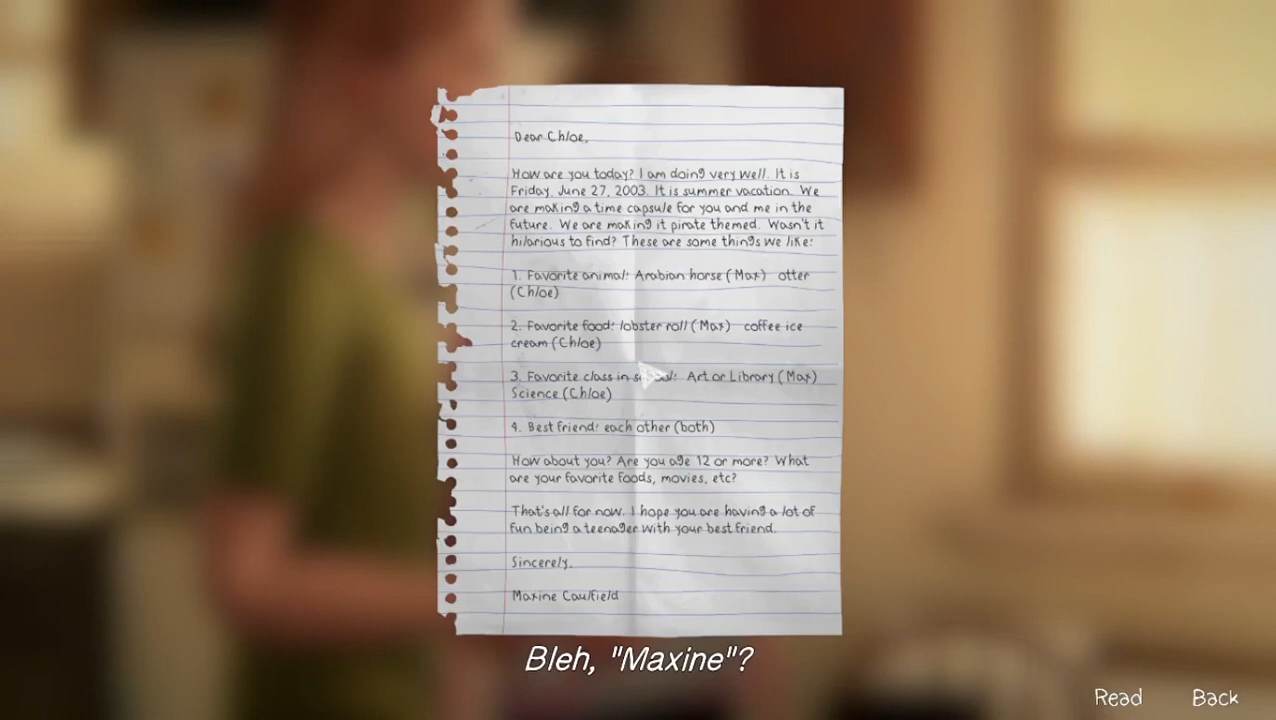 Dear Chloe,
How are you today? I am doing very well. It is
Friday, June 27, 2003. It is summer vacation. We
are making a time capsule for you and me in the
future. We are making it pirate themed. Wasn't it
hilarious to find? These are some things we like:
1. Favorite animal: Arabian horse (Max) otter
(Chloe)
2. Favorite food: lobster roll (Max) coffee ice
cream (Chloe)
3. Favorite class in : Art or Library (Max)
Science (Chloe)
4. Best friend: each other (both)
How about you? Are you age 12 or more? What
are your favorite foods, movies, etc?
That's all for now. I hope you are having a lot of
fun being a teenager with your best friend.
Sincerely,
Maxine Caulfield
Bleh, "Maxine"?
Read
Back